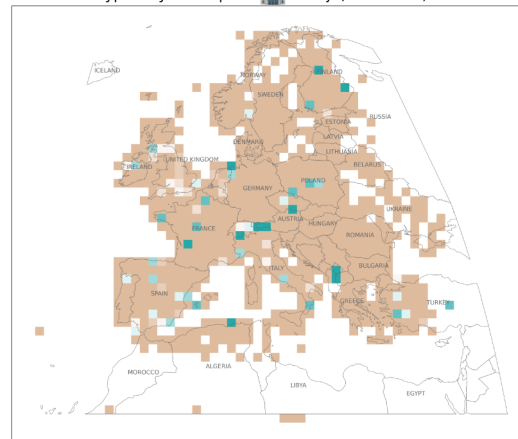 ICELAND
NORWAY
FINLAND
SWEDEN
RUSSIA
ESTONIA
LATVIA
DENMARK
LITHUANIA
UNITED KINGDOM
BELARUS
IRELAND
GERMANY
POLAND
UKRAINE
AUSTRIA
HUNGARY
FRANCE
ROMANIA
ITALY
BULGARIA
SPAIN
GREECE
TURKEY
ALGERIA
MOROCCO
LIBYA
EGYPT